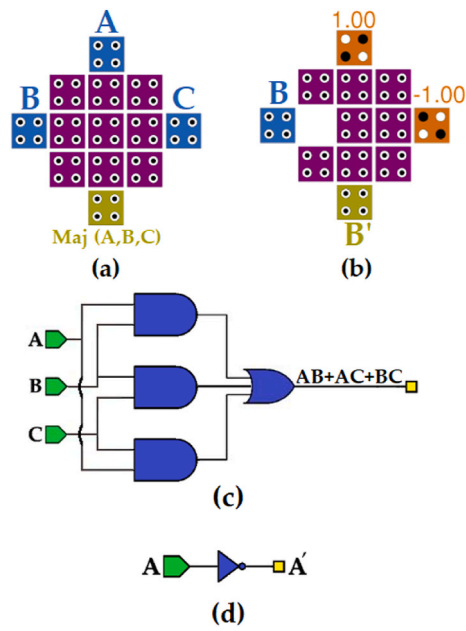 A
B
C
Maj (A,B,C)
(a)
1.00
B
-1.00
B'
(b)
A
B
C
AB+AC+BC
(c)
A
A'
(d)